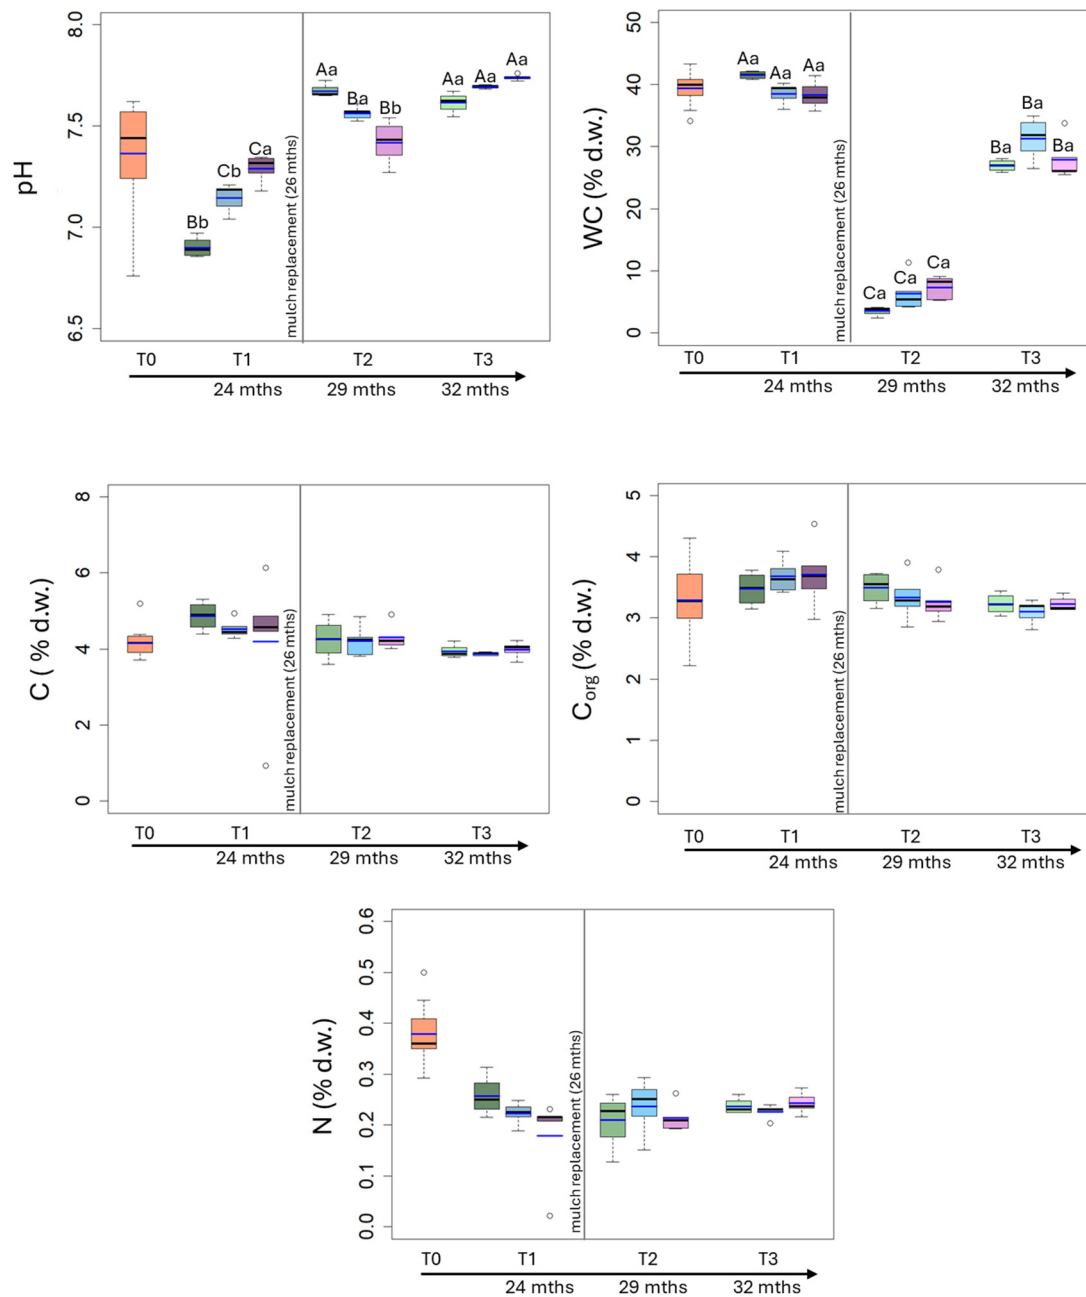 pH
8.0
7.5
7.0
6.5
Bb
Cb
Ca
Aa
Ba
Bb
Aa
Aa
Aa
mulch replacement (26 mths)
T0
T1
T2
T3
24 mths
29 mths
32 mths
WC (% d.w.)
50
40
30
20
10
0
Aa
Aa
Aa
Ca
Ca
Ca
Ba
Ba
Ba
mulch replacement (26 mths)
T0
T1
T2
T3
24 mths
29 mths
32 mths
C ( % d.w.)
8
6
4
2
0
mulch replacement (26 mths)
T0
T1
T2
T3
24 mths
29 mths
32 mths
Corg (% d.w.)
5
4
3
2
1
0
mulch replacement (26 mths)
T0
T1
T2
T3
24 mths
29 mths
32 mths
N (% d.w.)
0.6
0.5
0.4
0.3
0.2
0.1
0.0
mulch replacement (26 mths)
T0
T1
T2
T3
24 mths
29 mths
32 mths